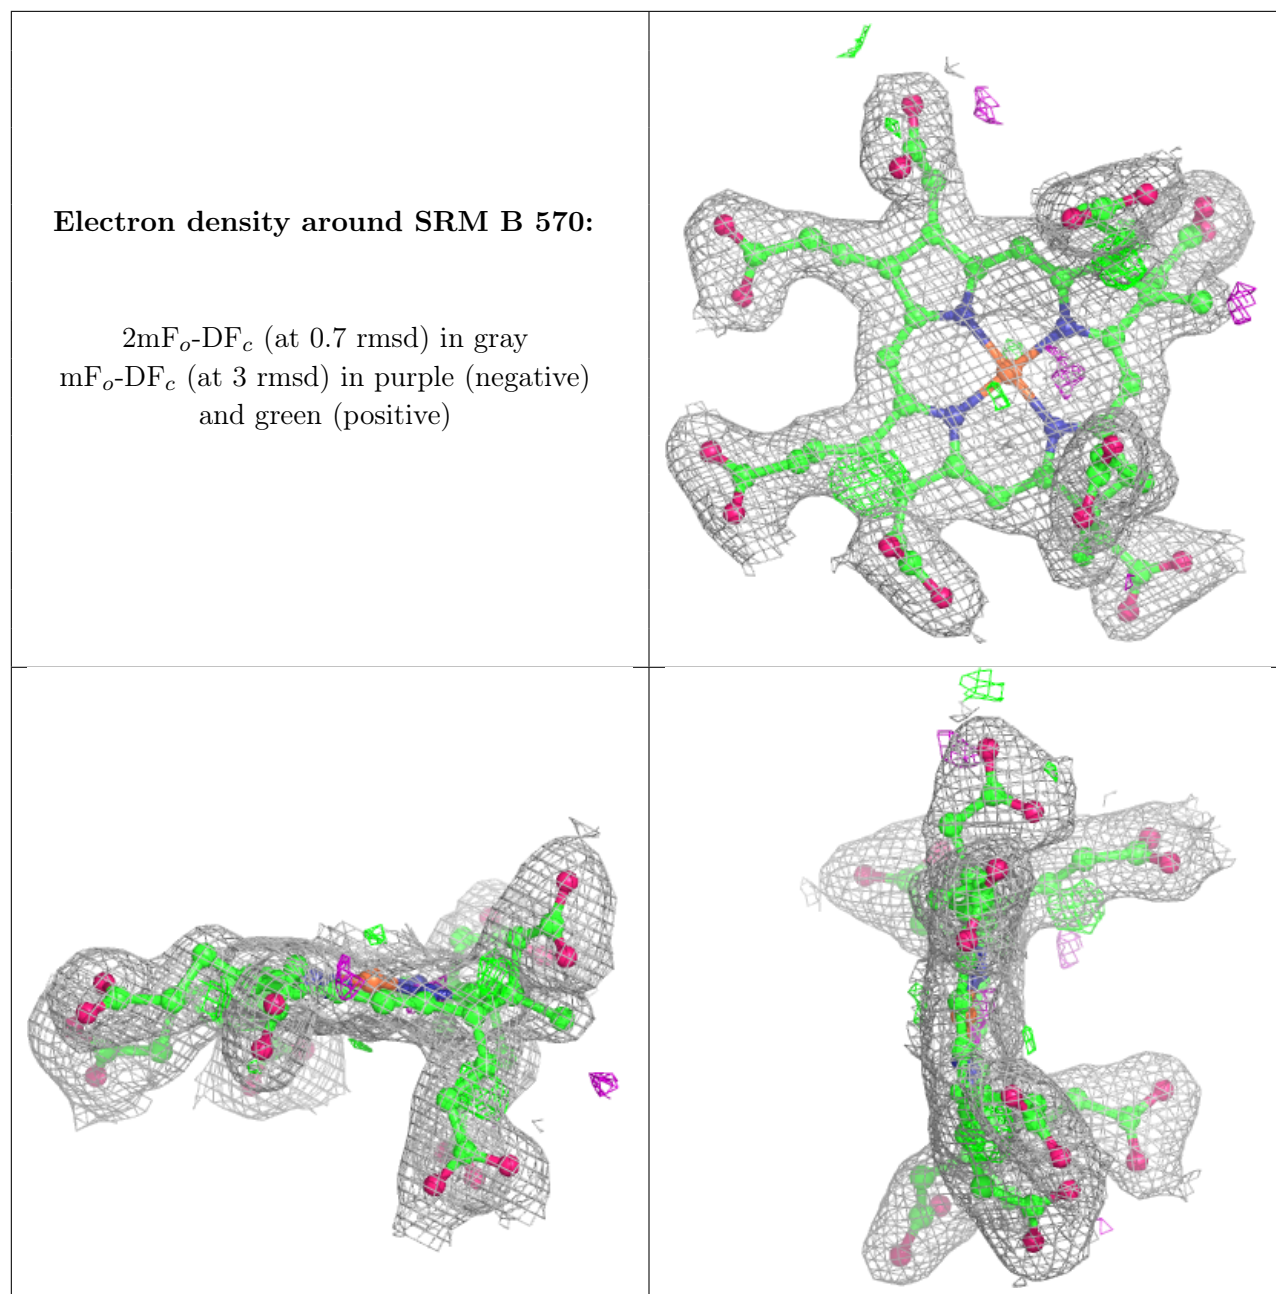 Electron density around SRM B 570:
2mFo-DFc (at 0.7 rmsd) in gray
mFo-DFc (at 3 rmsd) in purple (negative)
and green (positive)